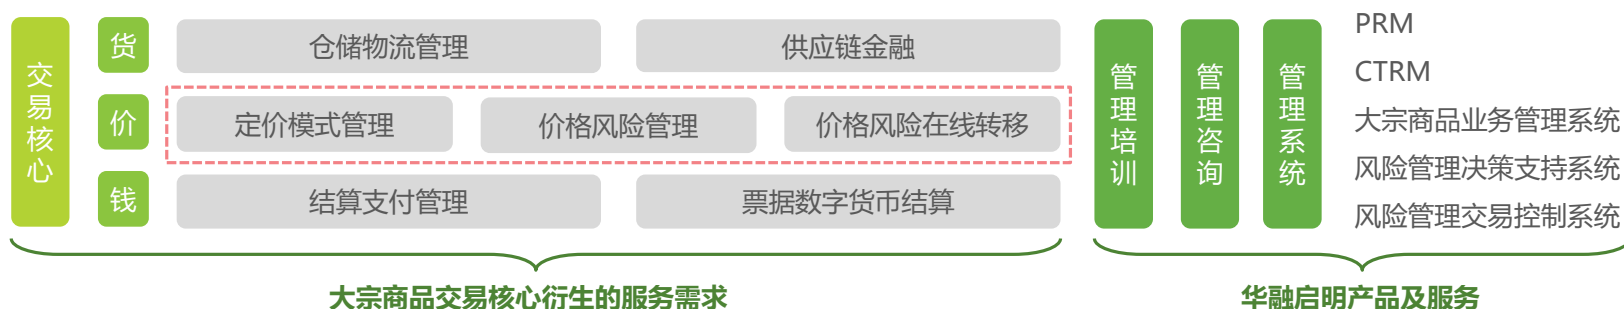 交易核心
货
仓储物流管理
供应链金融
价
定价模式管理
价格风险管理
价格风险在线转移
钱
结算支付管理
票据数字货币结算
大宗商品交易核心衍生的服务需求
管理培训
管理咨询
管理系统
PRM
CTRM
大宗商品业务管理系统
风险管理决策支持系统
风险管理交易控制系统
华融启明产品及服务